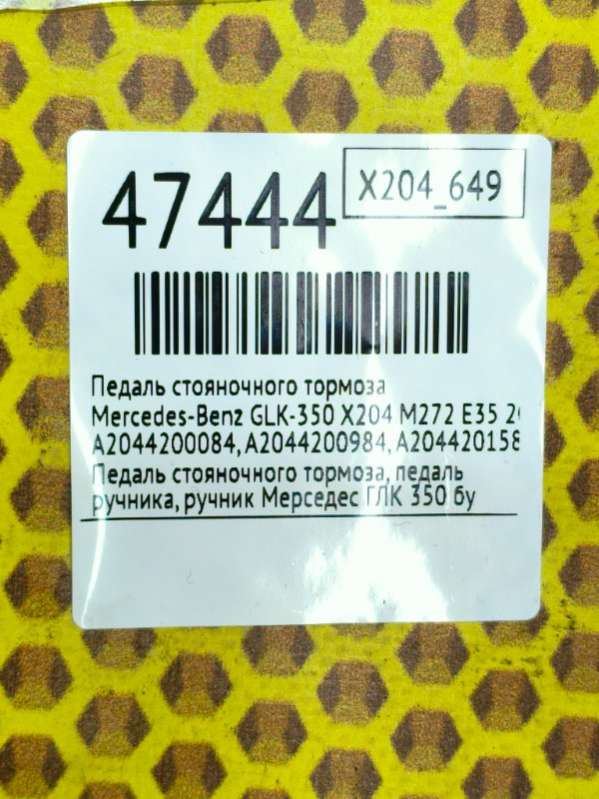 47444
X204_649
Педаль стояночного тормоза
Mercedes-Benz GLK-350 X204 M272 E35
A2044200084, A2044200984, A204420158
Педаль стояночного тормоза, педаль
ручника, ручник Мерседес ГЛК 350 бу